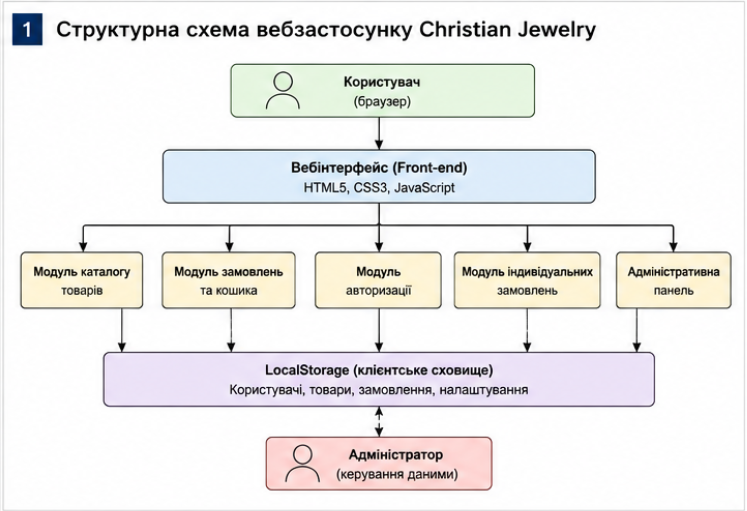 1 Структурна схема вебзастосунку Christian Jewelry
Користувач
(браузер)
Вебінтерфейс (Front-end)
HTML5, CSS3, JavaScript
Модуль каталогу
товарів
Модуль замовлень
та кошика
Модуль
авторизації
Модуль індивідуальних
замовлень
Адміністративна
панель
LocalStorage (клієнтське сховище)
Користувачі, товари, замовлення, налаштування
Адміністратор
(керування даними)